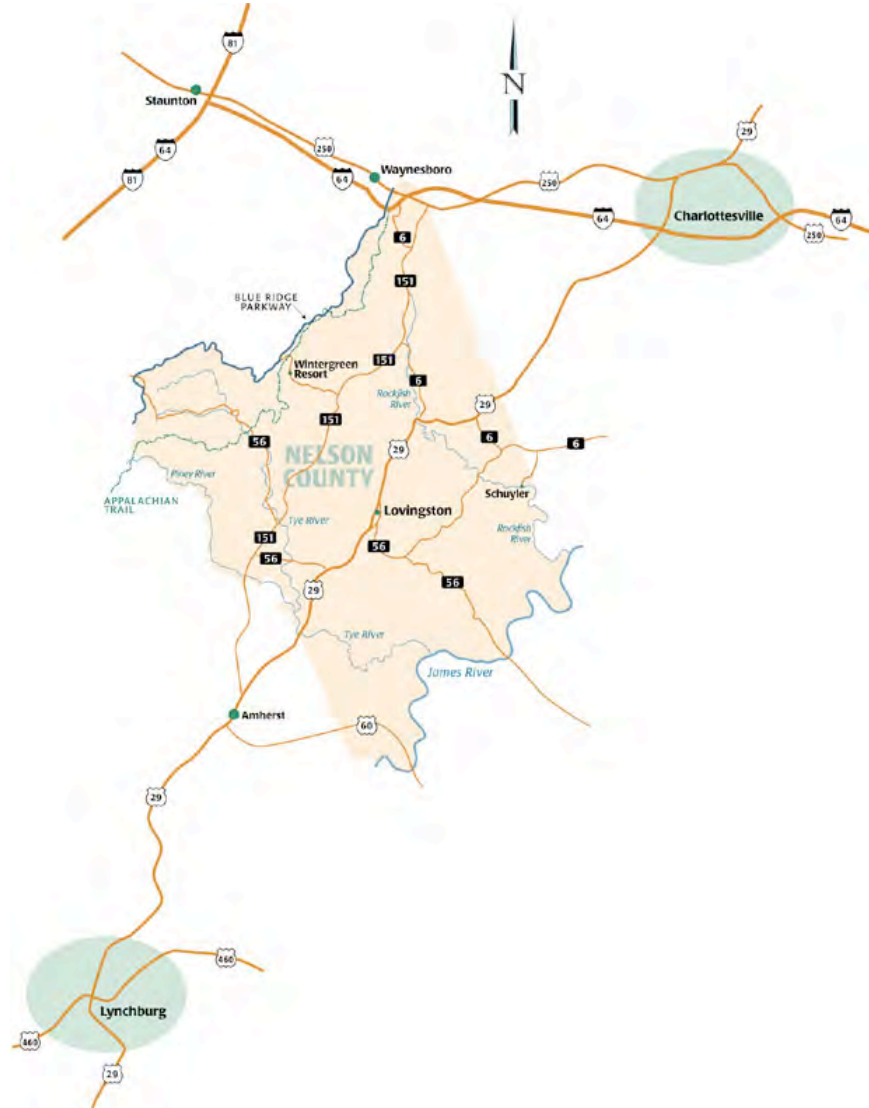 81
Staunton
N
29
250
64
Waynesboro
81
64
250
Charlottesville
64
64
250
6
151
BLUE RIDGE
PARKWAY
151
Wintergreen
Resort
6
Rockfish
River
29
151
56
29
6
6
NELSON
COUNTY
Piney River
Schuyler
APPALACHIAN
TRAIL
Lovingston
Tye River
Rockfish
River
151
56
56
56
29
Tye River
James River
Amherst
60
29
460
Lynchburg
460
29